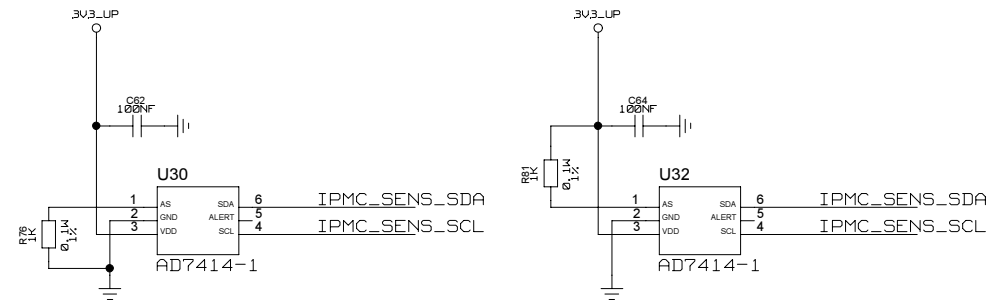 3V3_UP
C62
100NF
U30
1 AS SDA 6 IPMC_SENS_SDA
2 GND ALERT 5
3 VDD SCL 4 IPMC_SENS_SCL
R76
1K
0.1W
1%
AD7414-1
3V3_UP
C64
100NF
R81
1K
0.1W
1%
U32
1 AS SDA 6 IPMC_SENS_SDA
2 GND ALERT 5
3 VDD SCL 4 IPMC_SENS_SCL
AD7414-1